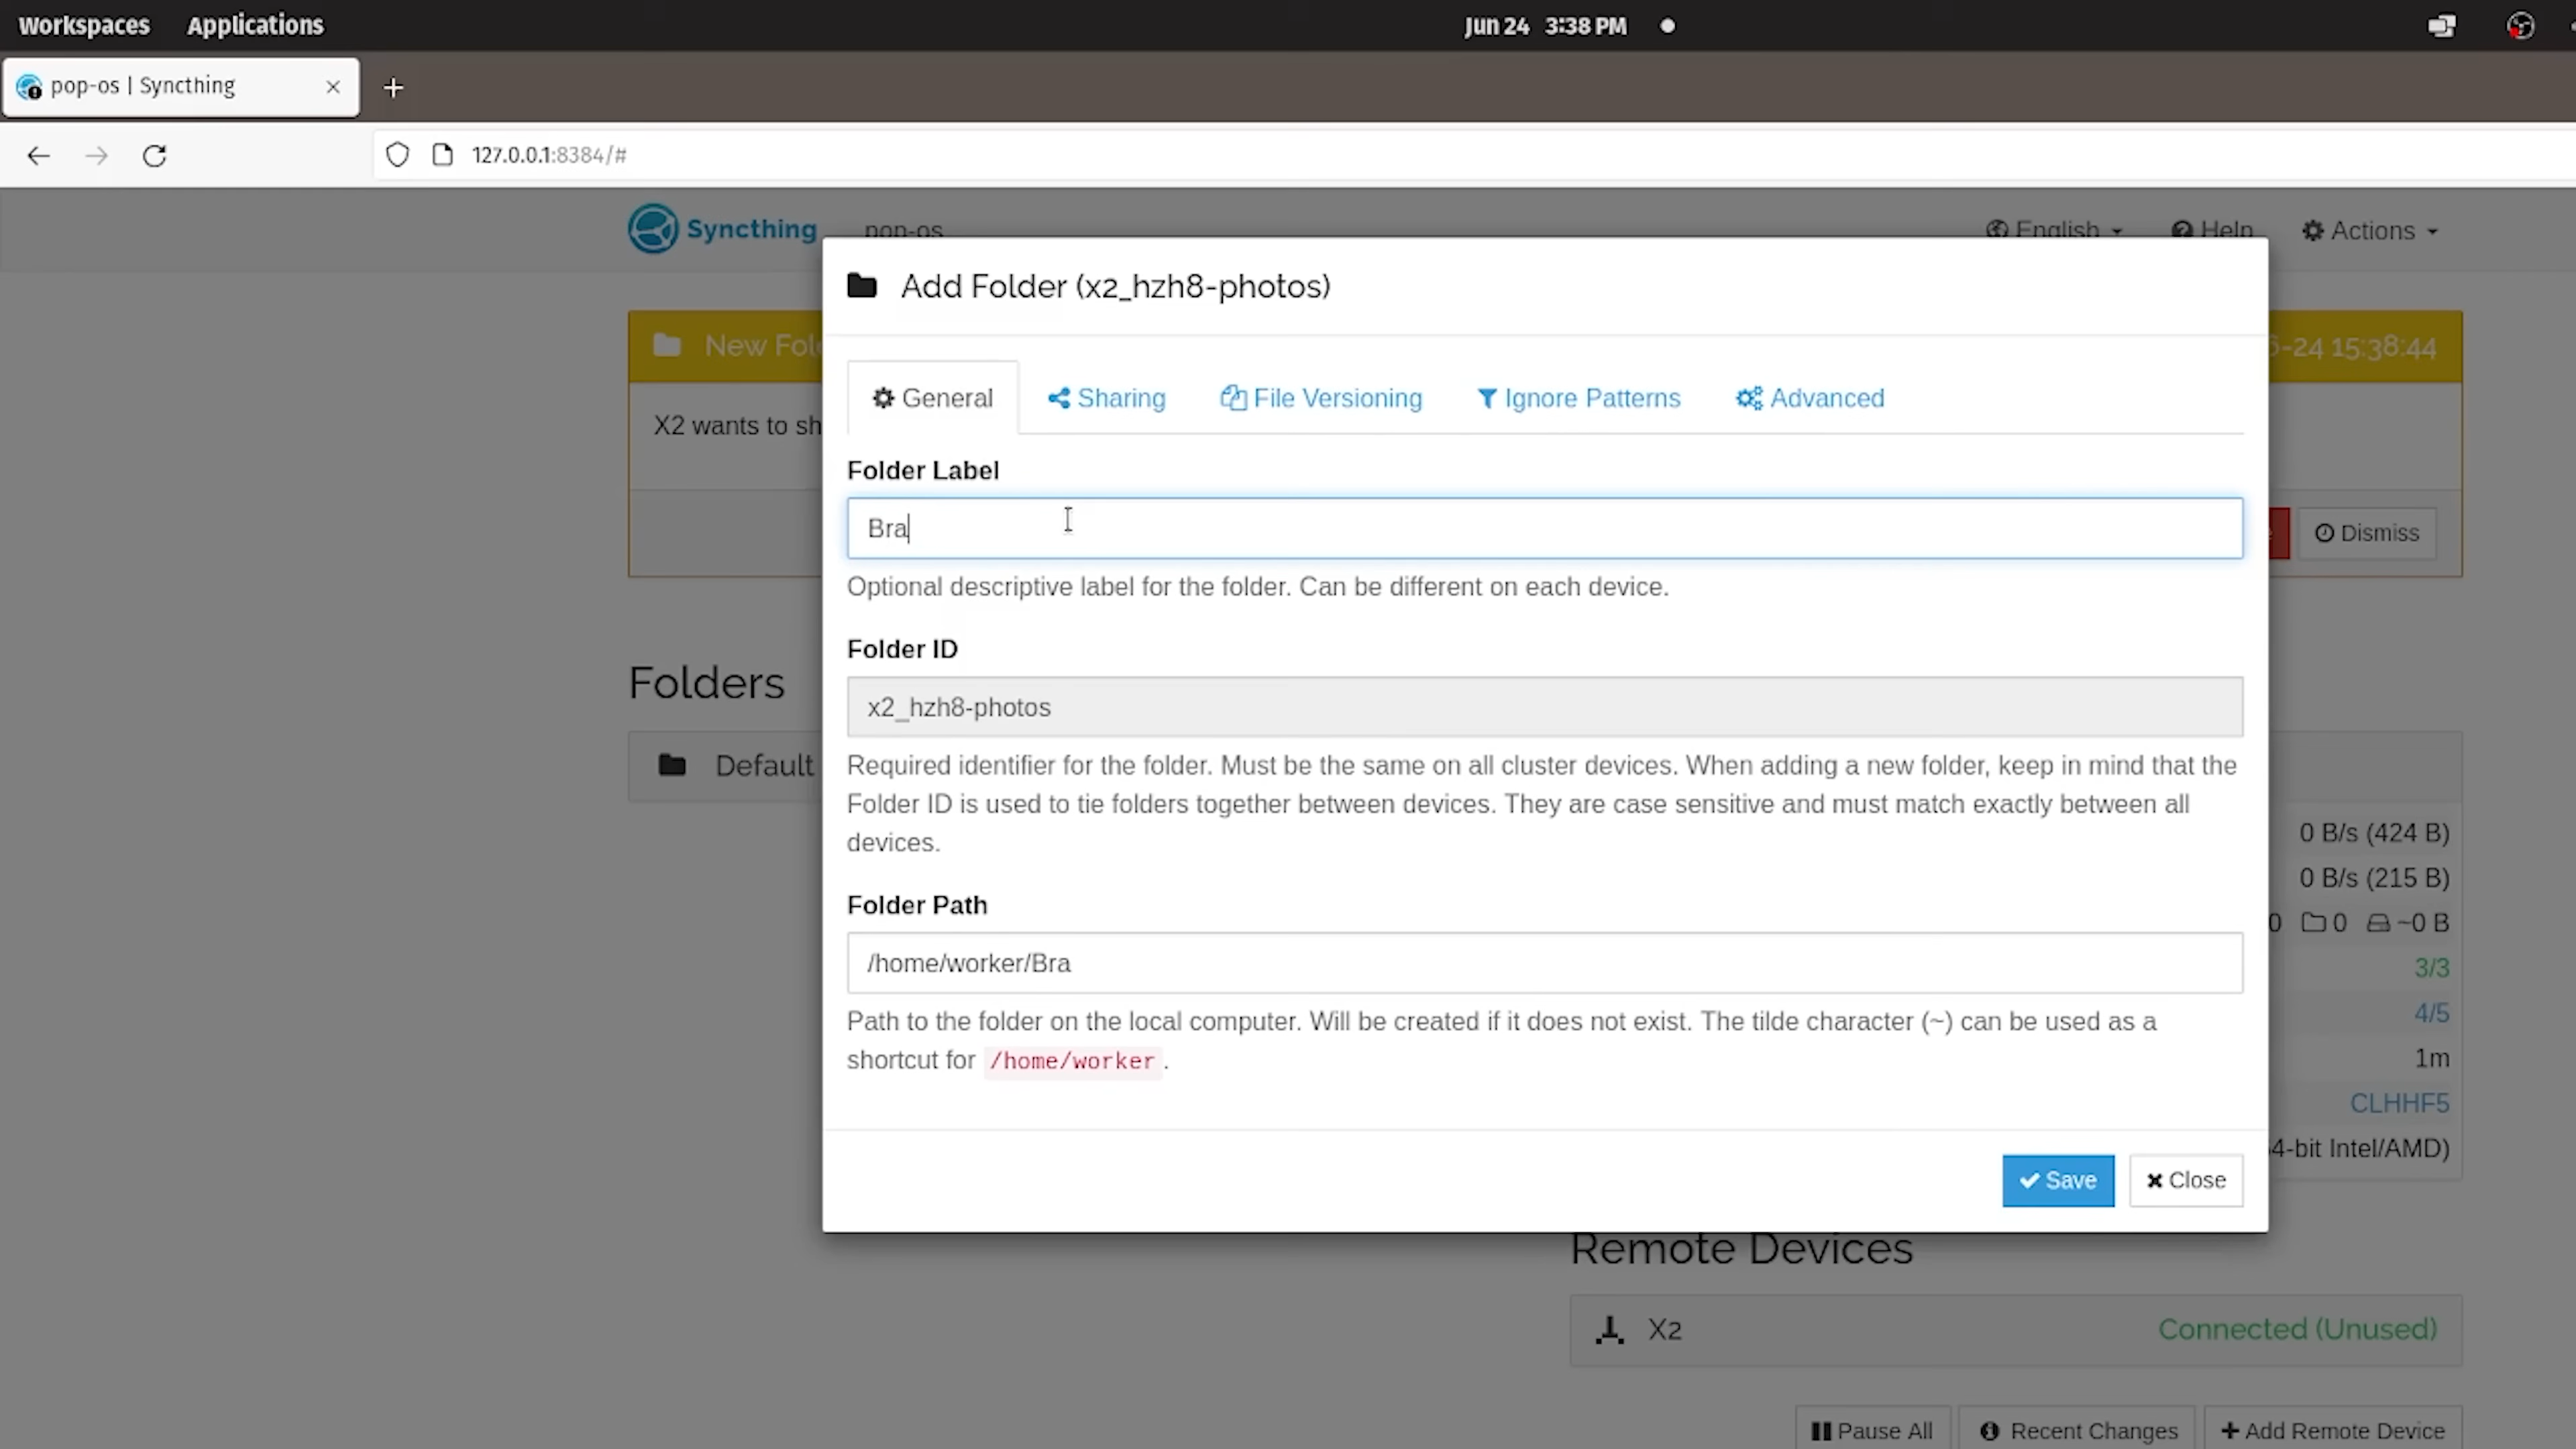 Workspaces Applications Jun 24 3:38 PM
pop-os | Syncthing
127.0.0.1:8384/#
Syncthing pop-os English Help Actions
Add Folder (x2_hzh8-photos)
New Fol 6-24 15:38:44
General Sharing File Versioning Ignore Patterns Advanced
X2 wants to sh
Folder Label
Bra
Dismiss
Optional descriptive label for the folder. Can be different on each device.
Folder ID
Folders
x2_hzh8-photos
Default
Required identifier for the folder. Must be the same on all cluster devices. When adding a new folder, keep in mind that the
Folder ID is used to tie folders together between devices. They are case sensitive and must match exactly between all
devices.
0 B/s (424 B)
0 B/s (215 B)
Folder Path
0 0 ~0 B
/home/worker/Bra
3/3
Path to the folder on the local computer. Will be created if it does not exist. The tilde character (~) can be used as a
shortcut for /home/worker .
4/5
1m
CLHHF5
4-bit Intel/AMD)
Save Close
Remote Devices
X2 Connected (Unused)
Pause All Recent Changes Add Remote Device